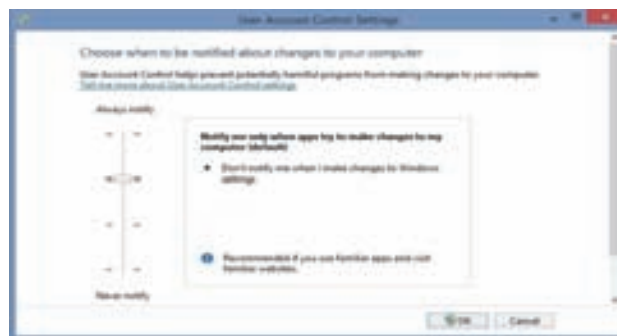 User Account Control Settings
Choose when to be notified about changes to your computer
User Account Control helps prevent potentially harmful programs from making changes to your computer.
Tell me more about User Account Control settings
Always notify
Notify me only when apps try to make changes to my
computer (default)
• Don't notify me when I make changes to Windows
settings
Recommended if you use familiar apps and visit
familiar websites.
Never notify
OK Cancel